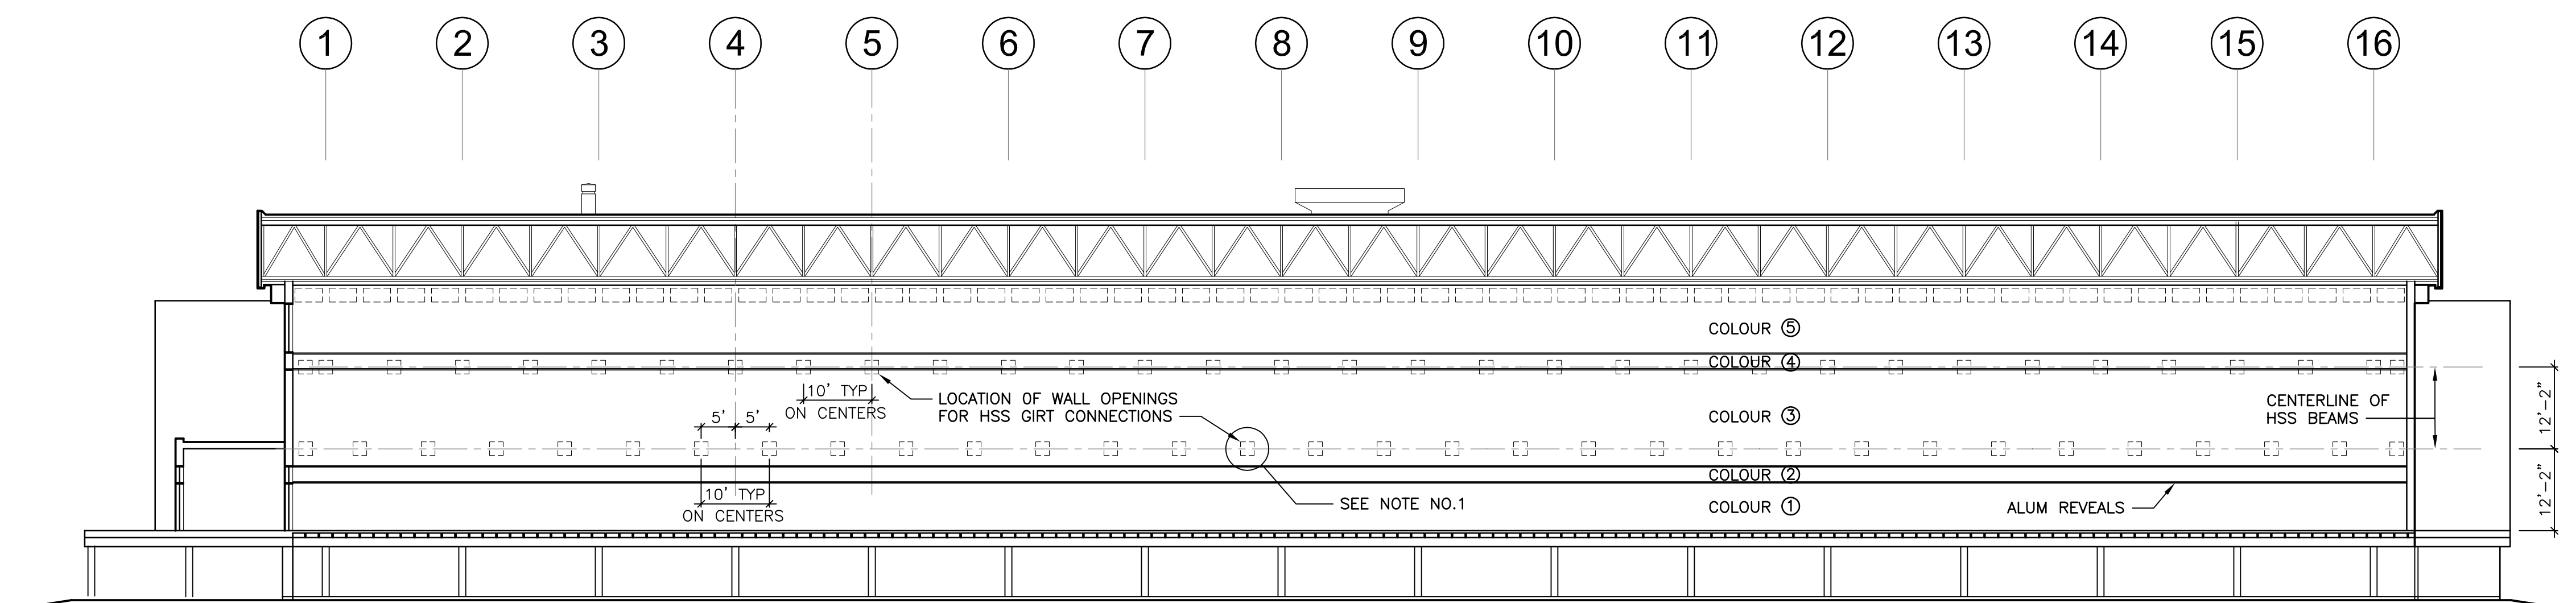 1 2 3 4 5 6 7 8 9 10 11 12 13 14 15 16
COLOUR 5
COLOUR 4
10' TYP
ON CENTERS
LOCATION OF WALL OPENINGS
FOR HSS GIRT CONNECTIONS
5' 5'
COLOUR 3
CENTERLINE OF
HSS BEAMS
12'-2"
COLOUR 2
10' TYP
ON CENTERS
SEE NOTE NO.1
COLOUR 1
ALUM REVEALS
12'-2"